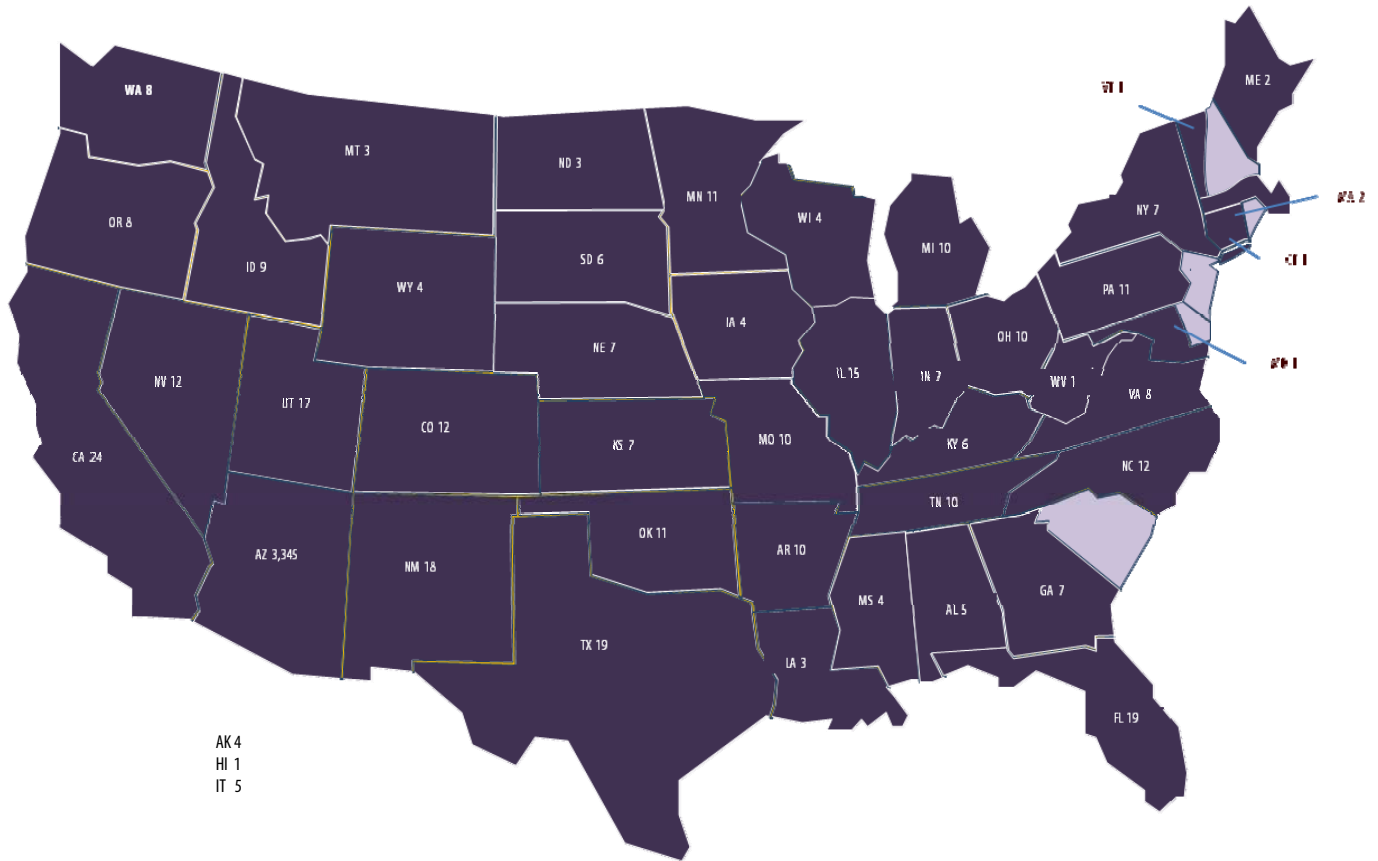 ME 2
WA 8
MT 3
ND 3
MN 11
WI 4
NY 7
MA 2
OR 8
MI 10
ID 9
SD 6
CT 1
WY 4
PA 11
IA 4
OH 10
NE 7
IL 15
IN 7
WV 1
NV 12
VA 8
UT 17
CO 12
MO 10
KS 7
KY 6
CA 24
NC 12
TN 10
OK 11
AR 10
AZ 3,345
NM 18
GA 7
MS 4
AL 5
TX 19
LA 3
FL 19
AK 4
HI 1
IT 5